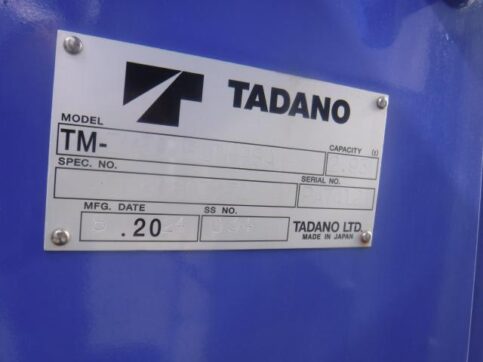 TADANO
MODEL
CAPACITY (t)
TM-
SPEC. NO.
SERIAL NO.
MFG. DATE
SS NO.
.20
TADANO LTD.
MADE IN JAPAN